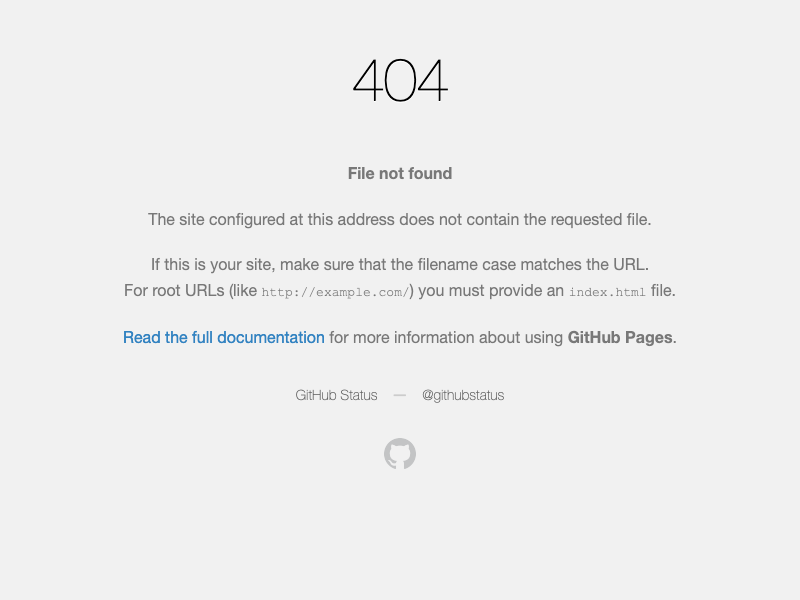 404
File not found
The site configured at this address does not contain the requested file.
If this is your site, make sure that the filename case matches the URL.
For root URLs (like http://example.com/) you must provide an index.html file.
Read the full documentation for more information about using GitHub Pages.
GitHub Status — @githubstatus